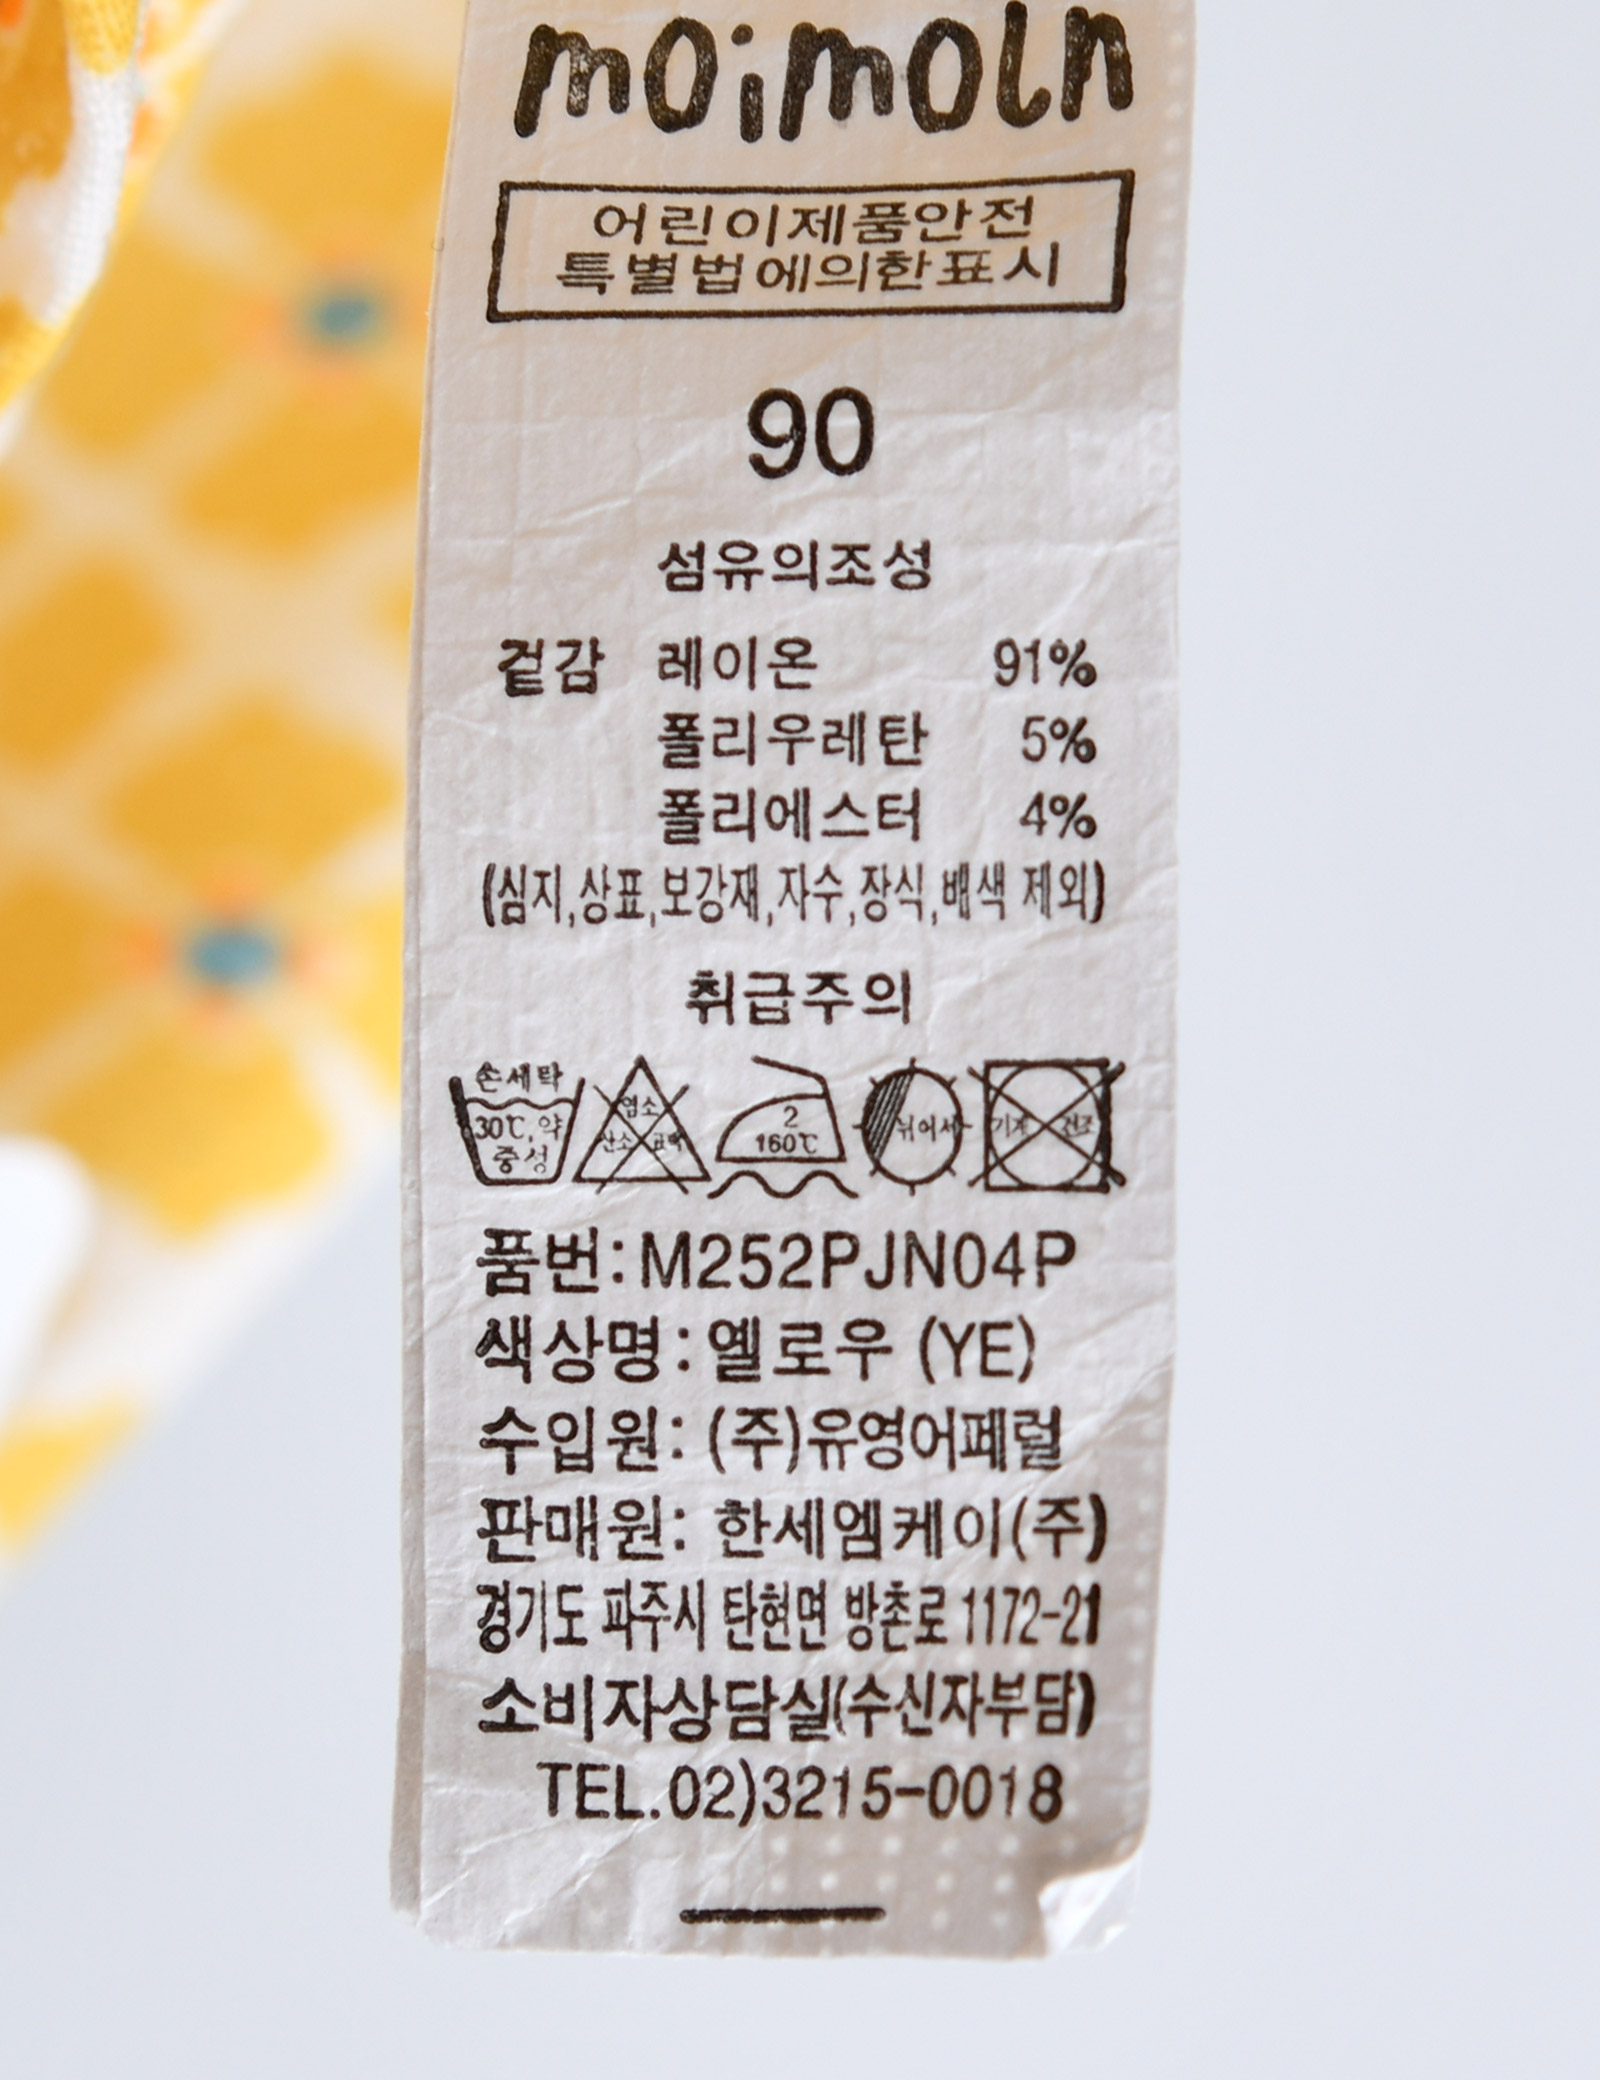 moimoln
어린이제품안전
특별법에의한표시
90
섬유의조성
겉감 레이온 91%
폴리우레탄 5%
폴리에스터 4%
(심지,상표,보강재,자수,장식,배색 제외)
취급주의
손세탁
30℃,약
중성
염소
산소 표백
2
160℃
뉘어서
기계 건조
품번:M252PJN04P
색상명:옐로우 (YE)
수입원: (주)유영어패럴
판매원: 한세엠케이(주)
경기도 파주시 탄현면 방촌로 1172-21
소비자상담실(수신자부담)
TEL.02)3215-0018